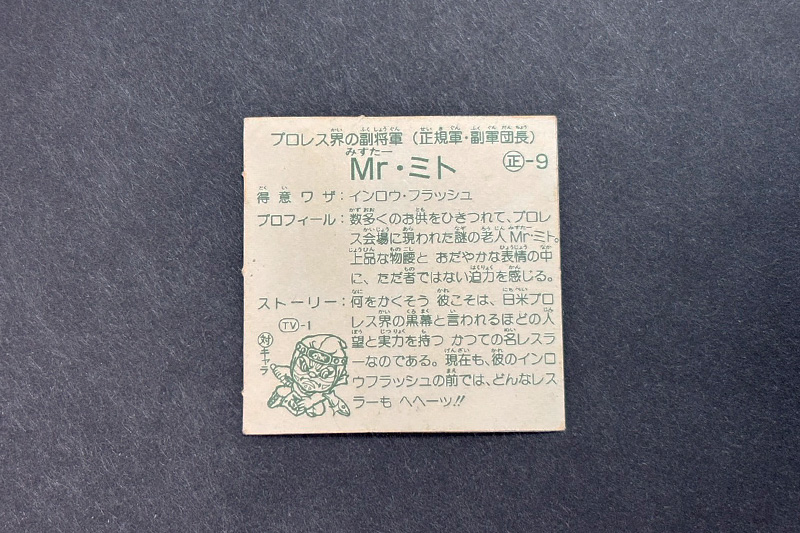 プロレス界の副将軍（正規軍・副軍団長）
Mr・ミト ㊣-9
得意ワザ：インロウ・フラッシュ
プロフィール：数多くのお供をひきつれて、プロレ
ス会場に現われた謎の老人Mr・ミト。
上品な物腰と おだやかな表情の中
に、ただ者ではない迫力を感じる。
ストーリー：何をかくそう 彼こそは、日米プロ
レス界の黒幕と言われるほどの人
望と実力を持つ かつての名レスラ
ーなのである。現在も、彼のインロ
ウフラッシュの前では、どんなレス
ラーも ヘヘーッ!!
TV-1
対キャラ